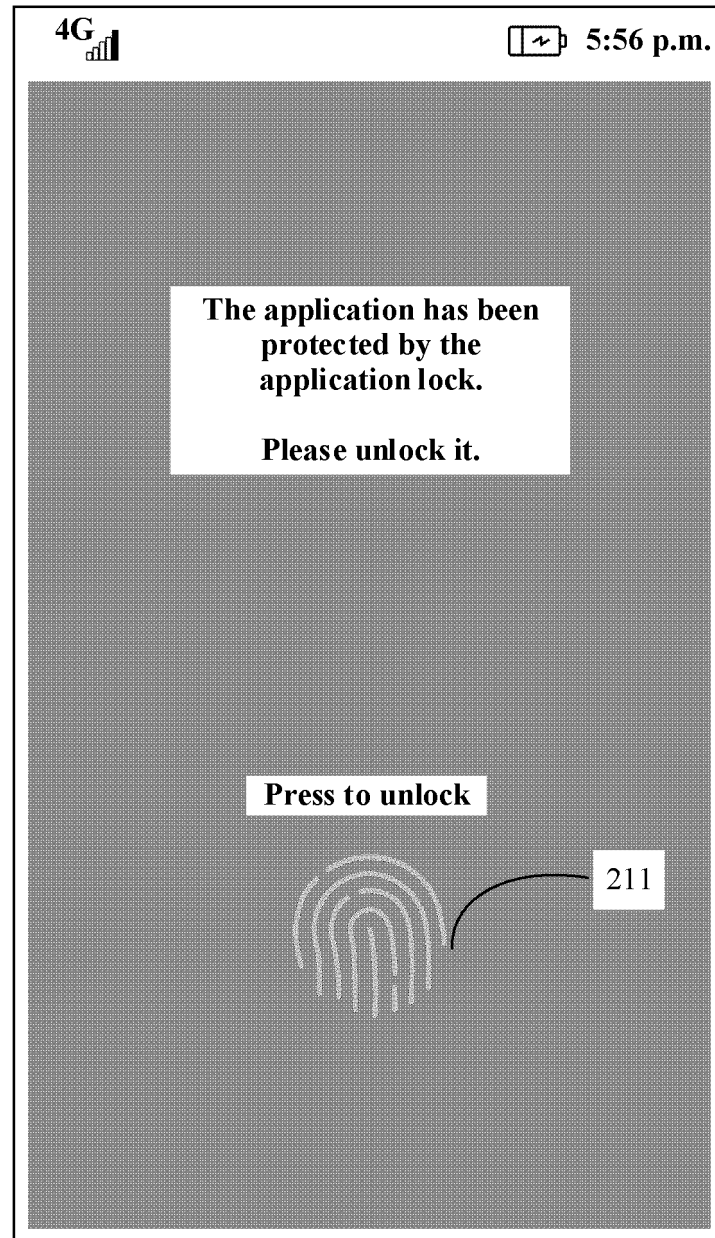 4G
5:56 p.m.
The application has been
protected by the
application lock.
Please unlock it.
Press to unlock
211